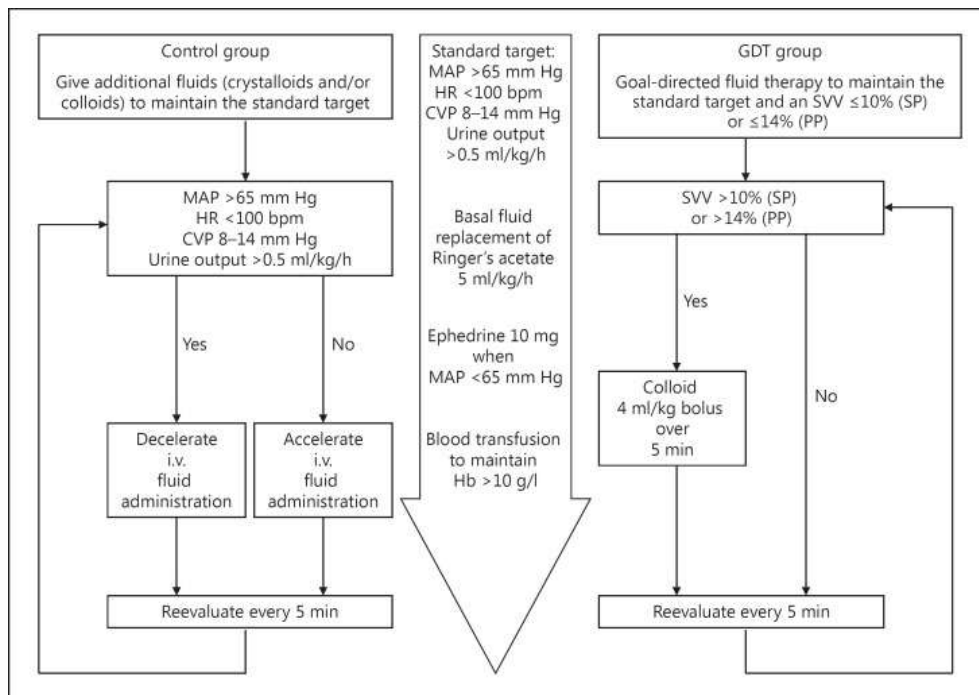 Control group
Give additional fluids (crystalloids and/or
colloids) to maintain the standard target
MAP >65 mm Hg
HR <100 bpm
CVP 8–14 mm Hg
Urine output >0.5 ml/kg/h
Yes
No
Decelerate
i.v.
fluid
administration
Accelerate
i.v.
fluid
administration
Reevaluate every 5 min
Standard target:
MAP >65 mm Hg
HR <100 bpm
CVP 8–14 mm Hg
Urine output
>0.5 ml/kg/h
Basal fluid
replacement of
Ringer's acetate
5 ml/kg/h
Ephedrine 10 mg
when
MAP <65 mm Hg
Blood transfusion
to maintain
Hb >10 g/l
GDT group
Goal-directed fluid therapy to maintain the
standard target and an SVV ≤10% (SP)
or ≤14% (PP)
SVV >10% (SP)
or >14% (PP)
Yes
No
Colloid
4 ml/kg bolus
over
5 min
Reevaluate every 5 min